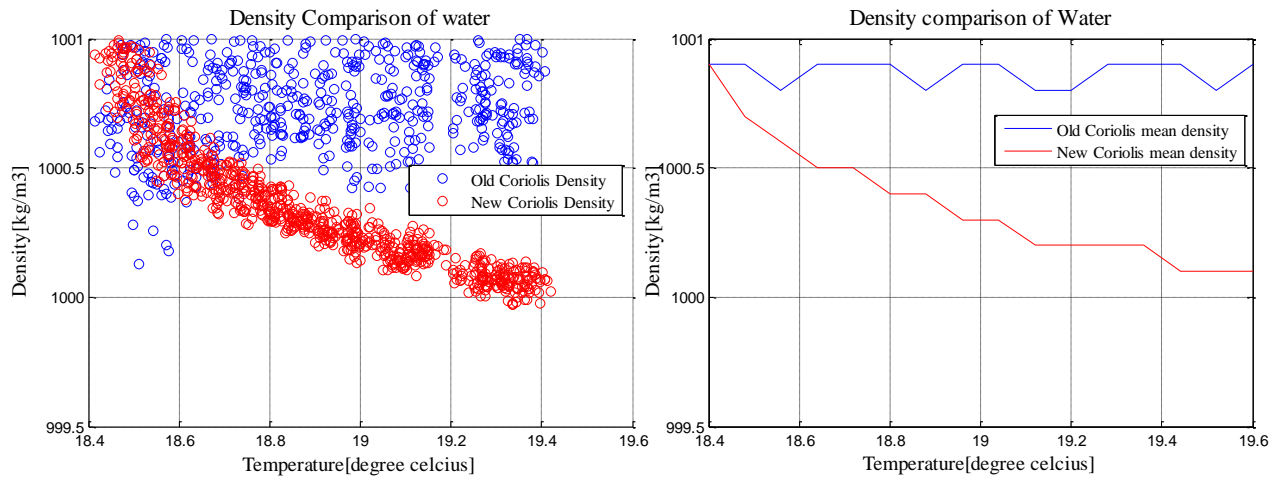 Density Comparison of water
1001
1000.5
1000
999.5
18.4 18.6 18.8 19 19.2 19.4 19.6
Temperature[degree celcius]
Density[kg/m3]
Old Coriolis Density
New Coriolis Density
Density comparison of Water
1001
1000.5
1000
999.5
18.4 18.6 18.8 19 19.2 19.4 19.6
Temperature[degree celcius]
Density[kg/m3]
Old Coriolis mean density
New Coriolis mean density